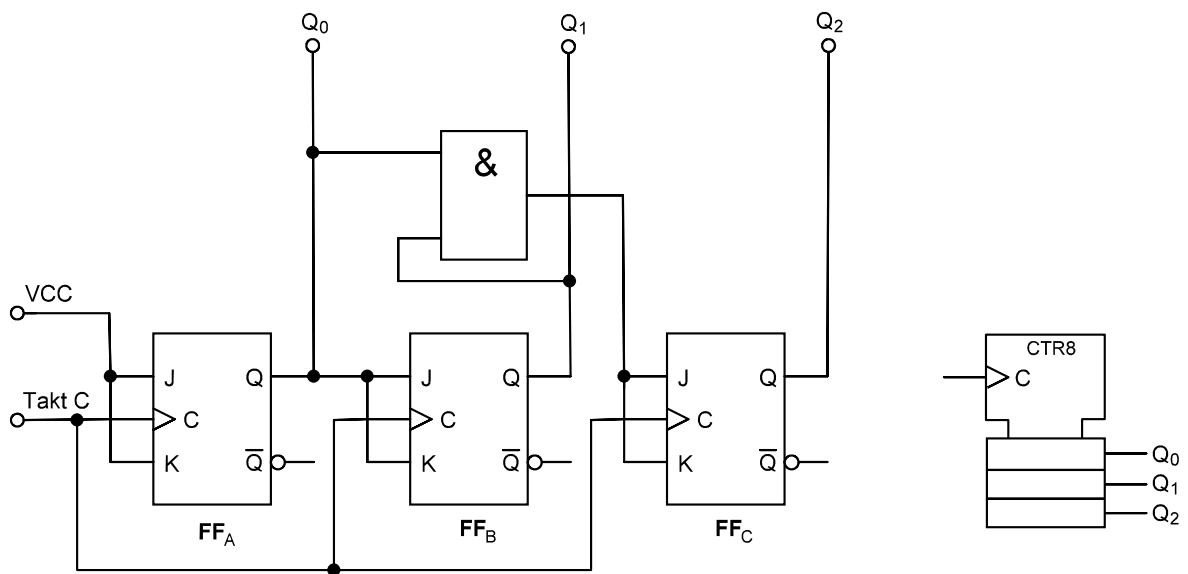 Q0 Q1 Q2
&
VCC
Takt C
J Q J Q J Q
C C C
K Q̅ K Q̅ K Q̅
FFA FFB FFC
CTR8
C
Q0
Q1
Q2